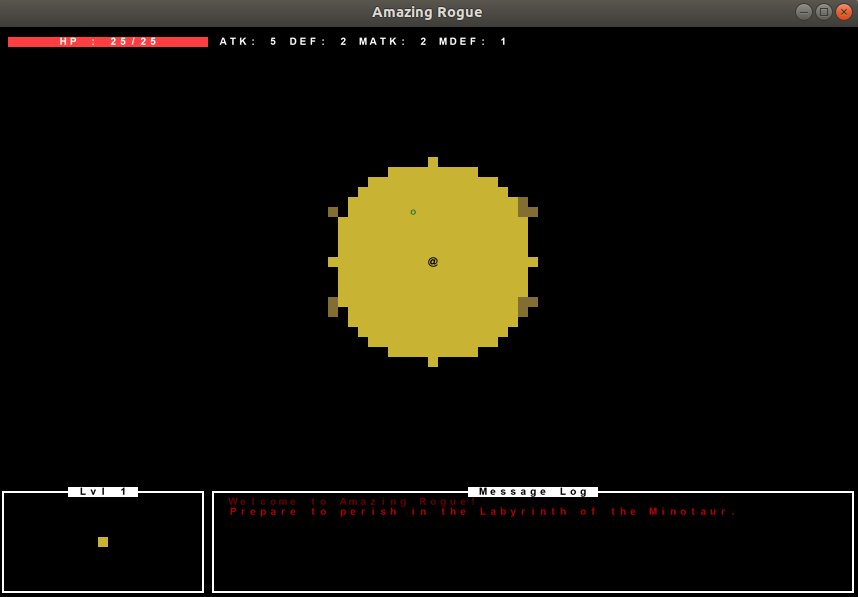 Amazing Rogue
HP : 25/25 ATK: 5 DEF: 2 MATK: 2 MDEF: 1
o
@
Lvl 1
Message Log
Welcome to Amazing Rogue!
Prepare to perish in the Labyrinth of the Minotaur.